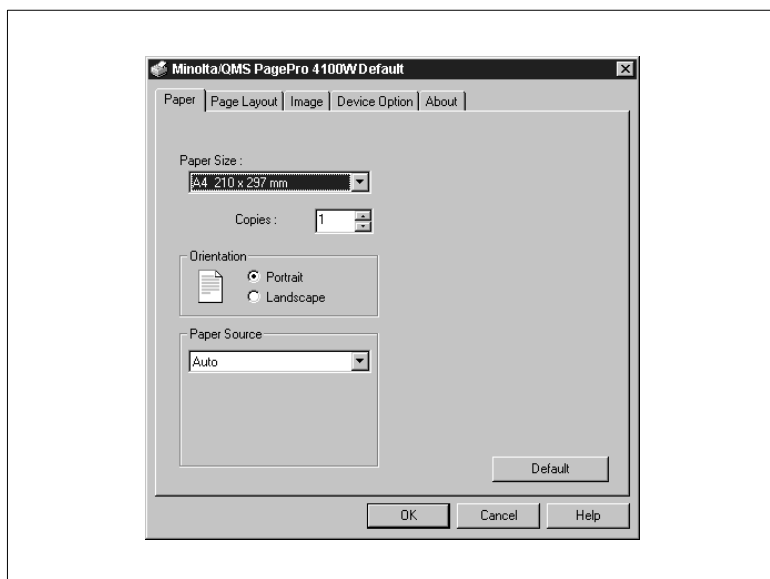 Minolta/QMS PagePro 4100W Default
Paper Page Layout Image Device Option About
Paper Size :
A4 210 x 297 mm
Copies : 1
Orientation
Portrait
Landscape
Paper Source
Auto
Default
OK Cancel Help